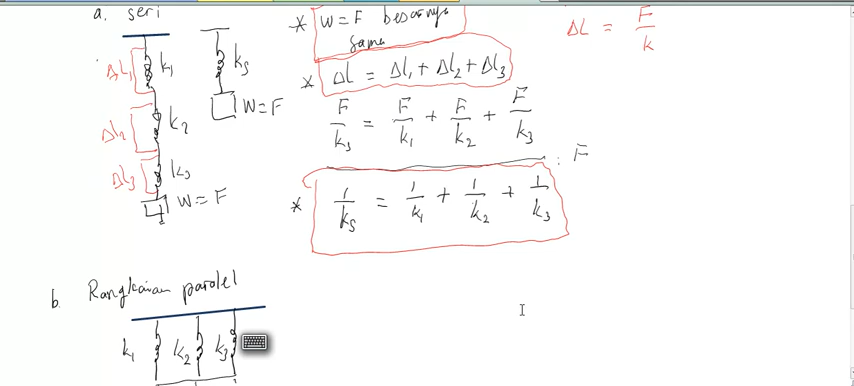 a. seri
* W = F besarnya
sama
ΔL = F/k
ΔL₁ k₁
kₛ
W = F
* ΔL = ΔL₁ + ΔL₂ + ΔL₃
ΔL₂ k₂
F/kₛ = F/k₁ + F/k₂ + F/k₃
: F
ΔL₃ k₃
W = F
* 1/kₛ = 1/k₁ + 1/k₂ + 1/k₃
b. Rangkaian paralel
k₁ k₂ k₃